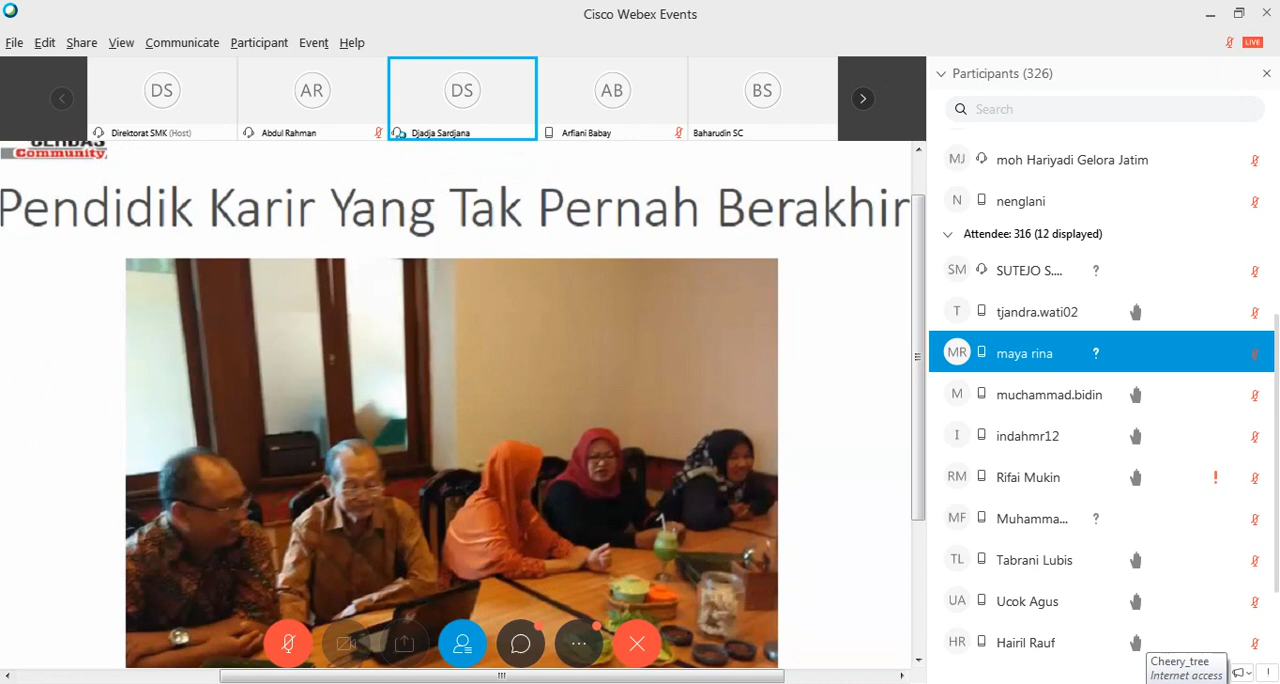 Cisco Webex Events
File Edit Share View Communicate Participant Event Help
LIVE
DS
AR
DS
AB
BS
Direktorat SMK (Host)
Abdul Rahman
Djadja Sardjana
Arfiani Babay
Baharudin SC
Community
Pendidik Karir Yang Tak Pernah Berakhir
Participants (326)
Search
MJ moh Hariyadi Gelora Jatim
N nenglani
Attendee: 316 (12 displayed)
SM SUTEJO S.... ?
T tjandra.wati02
MR maya rina ?
M muchammad.bidin
I indahmr12
RM Rifai Mukin !
MF Muhamma... ?
TL Tabrani Lubis
UA Ucok Agus
HR Hairil Rauf
Cheery_tree
Internet access